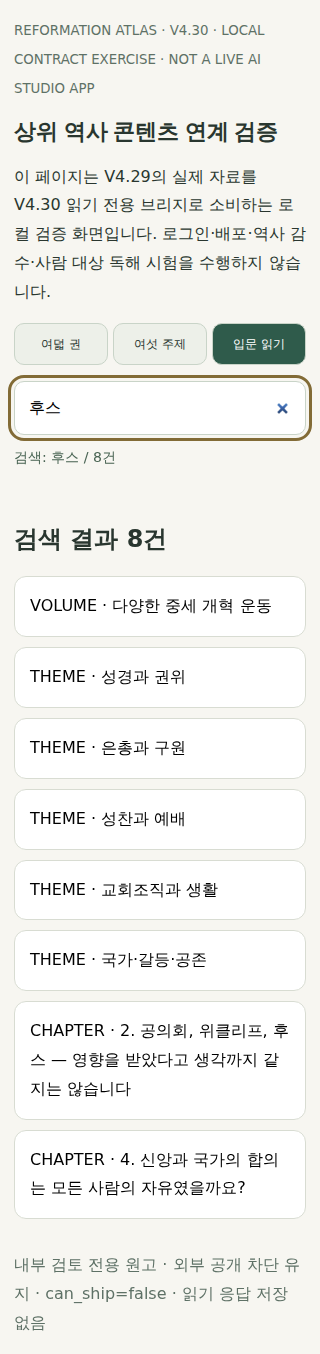 REFORMATION ATLAS · V4.30 · LOCAL
CONTRACT EXERCISE · NOT A LIVE AI
STUDIO APP
상위 역사 콘텐츠 연계 검증
이 페이지는 V4.29의 실제 자료를
V4.30 읽기 전용 브리지로 소비하는 로
컬 검증 화면입니다. 로그인·배포·역사 감
수·사람 대상 독해 시험을 수행하지 않습
니다.
여덟 권
여섯 주제
입문 읽기
후스
검색: 후스 / 8건
검색 결과 8건
VOLUME · 다양한 중세 개혁 운동
THEME · 성경과 권위
THEME · 은총과 구원
THEME · 성찬과 예배
THEME · 교회조직과 생활
THEME · 국가·갈등·공존
CHAPTER · 2. 공의회, 위클리프, 후
스 — 영향을 받았다고 생각까지 같
지는 않습니다
CHAPTER · 4. 신앙과 국가의 합의
는 모든 사람의 자유였을까요?
내부 검토 전용 원고 · 외부 공개 차단 유
지 · can_ship=false · 읽기 응답 저장
없음